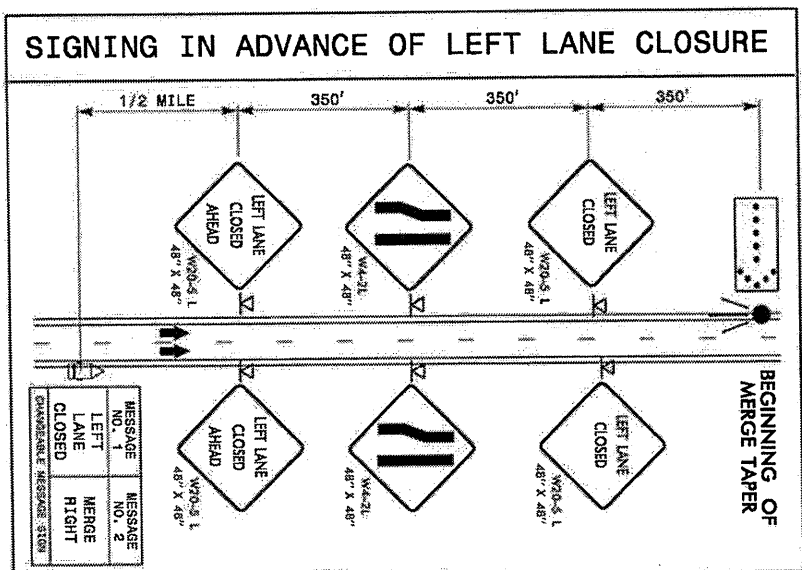 SIGNING IN ADVANCE OF LEFT LANE CLOSURE
1/2 MILE
350'
350'
350'
LEFT LANE
CLOSED
AHEAD
W20-5 L
48" X 48"
W4-2L
48" X 48"
LEFT LANE
CLOSED
W20-5 L
48" X 48"
BEGINNING OF
MERGE TAPER
LEFT LANE
CLOSED
AHEAD
W20-5 L
48" X 48"
W4-2L
48" X 48"
LEFT LANE
CLOSED
W20-5 L
48" X 48"
MESSAGE
NO. 1
MESSAGE
NO. 2
LEFT
LANE
CLOSED
MERGE
RIGHT
CHANGEABLE MESSAGE SIGN